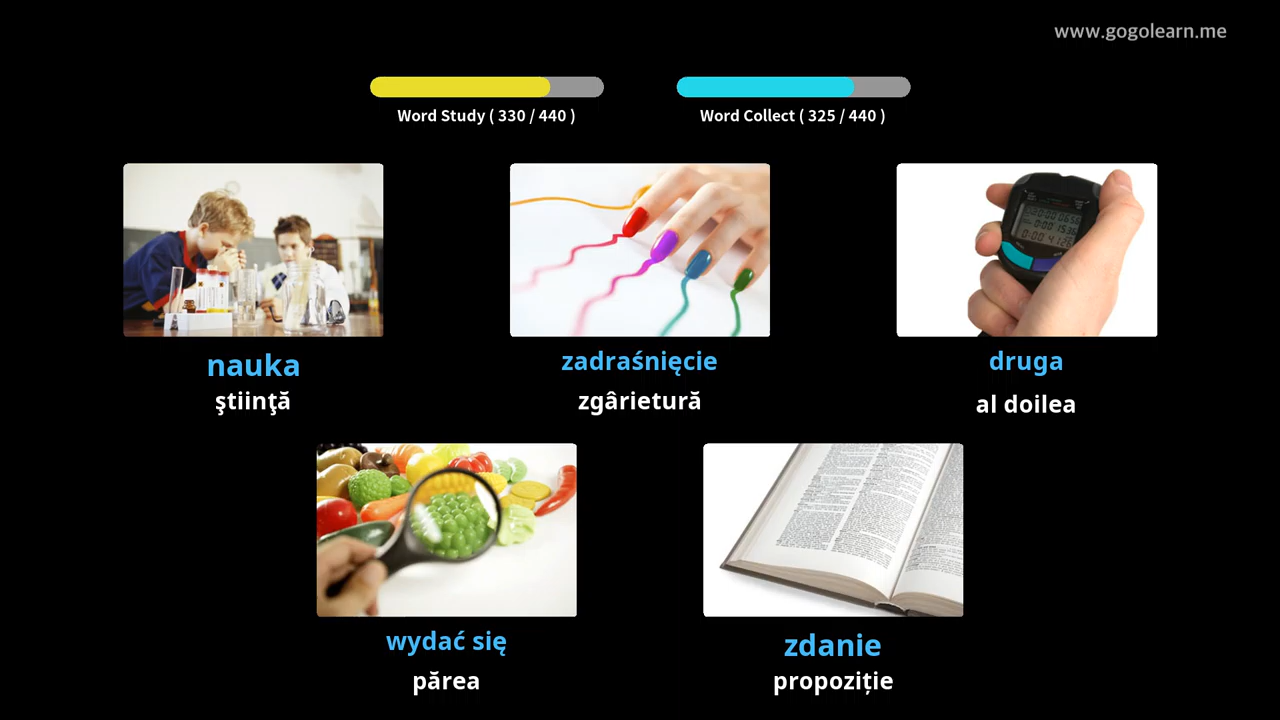 www.gogolearn.me
Word Study ( 330 / 440 )
Word Collect ( 325 / 440 )
nauka
ştiinţă
zadraśnięcie
zgârietură
druga
al doilea
wydać się
părea
zdanie
propoziție